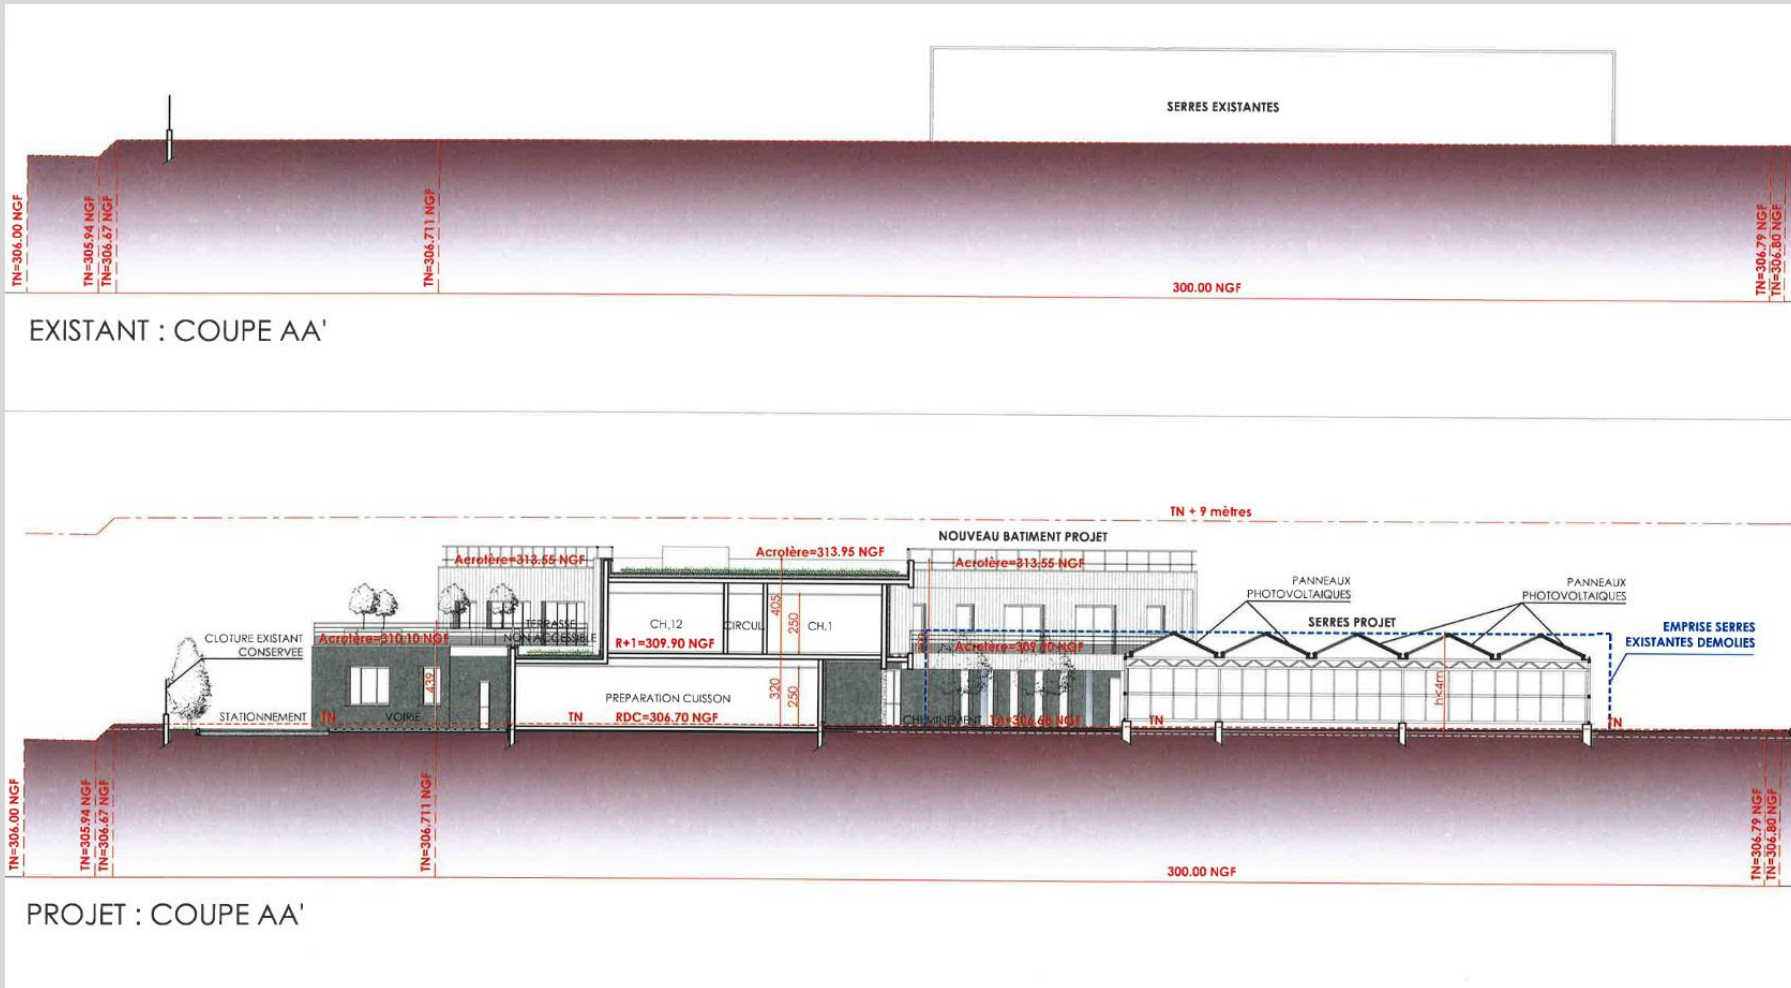 SERRES EXISTANTES
TN=306.00 NGF
TN=305.94 NGF
TN=306.67 NGF
TN=306.711 NGF
TN=306.79 NGF
TN=306.80 NGF
300.00 NGF
EXISTANT : COUPE AA'
TN + 9 mètres
NOUVEAU BATIMENT PROJET
Acrotère=313.55 NGF
Acrotère=313.95 NGF
Acrotère=313.55 NGF
PANNEAUX
PHOTOVOLTAIQUES
PANNEAUX
PHOTOVOLTAIQUES
405
250
TERRASSE
NON ACCESSIBLE
CH.12
CIRCUL
CH.1
SERRES PROJET
EMPRISE SERRES
EXISTANTES DEMOLIES
CLOTURE EXISTANT
CONSERVEE
Acrotère=310.10 NGF
R+1=309.90 NGF
439
320
250
h<4m
PREPARATION CUISSON
STATIONNEMENT
TN
VOIRIE
TN
RDC=306.70 NGF
CHEMINEMENT
TN
TN
TN=306.00 NGF
TN=305.94 NGF
TN=306.67 NGF
TN=306.711 NGF
TN=306.79 NGF
TN=306.80 NGF
300.00 NGF
PROJET : COUPE AA'